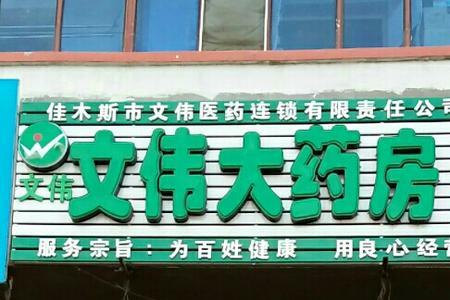 佳木斯市文伟医药连锁有限责任公司
文伟
文伟大药房
服务宗旨：为百姓健康 用良心经营